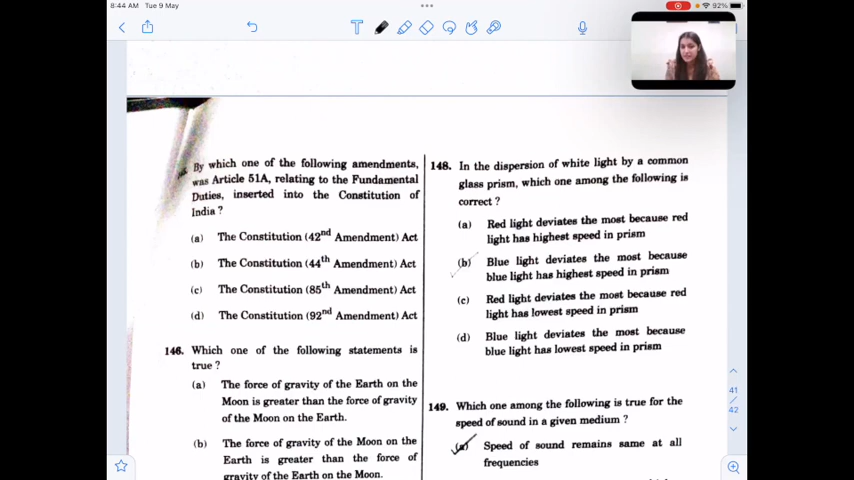 8:44 AM Tue 9 May
92%
By which one of the following amendments,
was Article 51A, relating to the Fundamental
Duties, inserted into the Constitution of
India ?
(a) The Constitution (42nd Amendment) Act
(b) The Constitution (44th Amendment) Act
(c) The Constitution (85th Amendment) Act
(d) The Constitution (92nd Amendment) Act
146. Which one of the following statements is
true ?
(a) The force of gravity of the Earth on the
Moon is greater than the force of gravity
of the Moon on the Earth.
(b) The force of gravity of the Moon on the
Earth is greater than the force of
gravity of the Earth on the Moon.
148. In the dispersion of white light by a common
glass prism, which one among the following is
correct ?
(a) Red light deviates the most because red
light has highest speed in prism
(b) Blue light deviates the most because
blue light has highest speed in prism
(c) Red light deviates the most because red
light has lowest speed in prism
(d) Blue light deviates the most because
blue light has lowest speed in prism
149. Which one among the following is true for the
speed of sound in a given medium ?
(a) Speed of sound remains same at all
frequencies
41
/
42